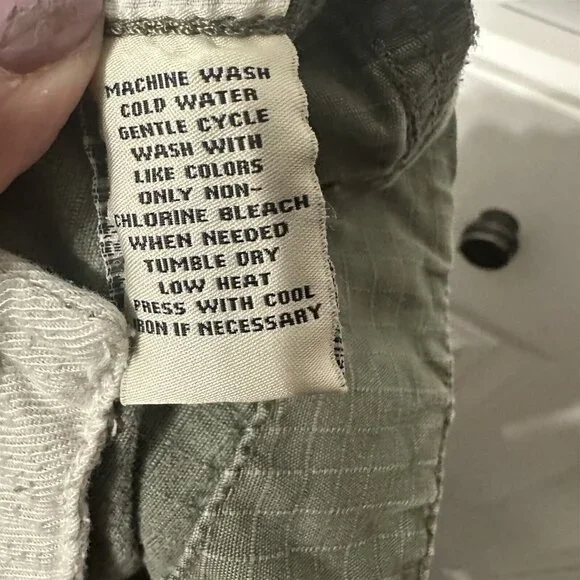 MACHINE WASH
COLD WATER
GENTLE CYCLE
WASH WITH
LIKE COLORS
ONLY NON-
CHLORINE BLEACH
WHEN NEEDED
TUMBLE DRY
LOW HEAT
PRESS WITH COOL
IRON IF NECESSARY